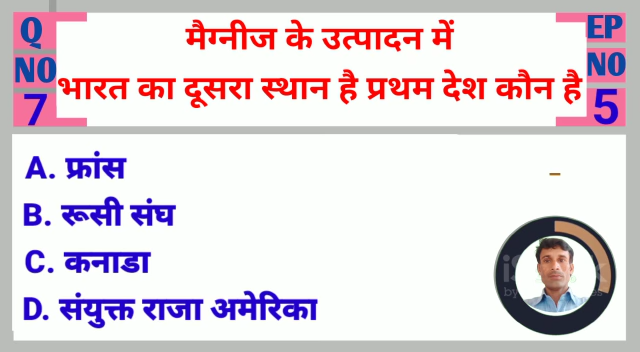 Q
NO
7
मैग्नीज के उत्पादन में
भारत का दूसरा स्थान है प्रथम देश कौन है
EP
NO
5
A. फ्रांस
B. रूसी संघ
C. कनाडा
D. संयुक्त राजा अमेरिका